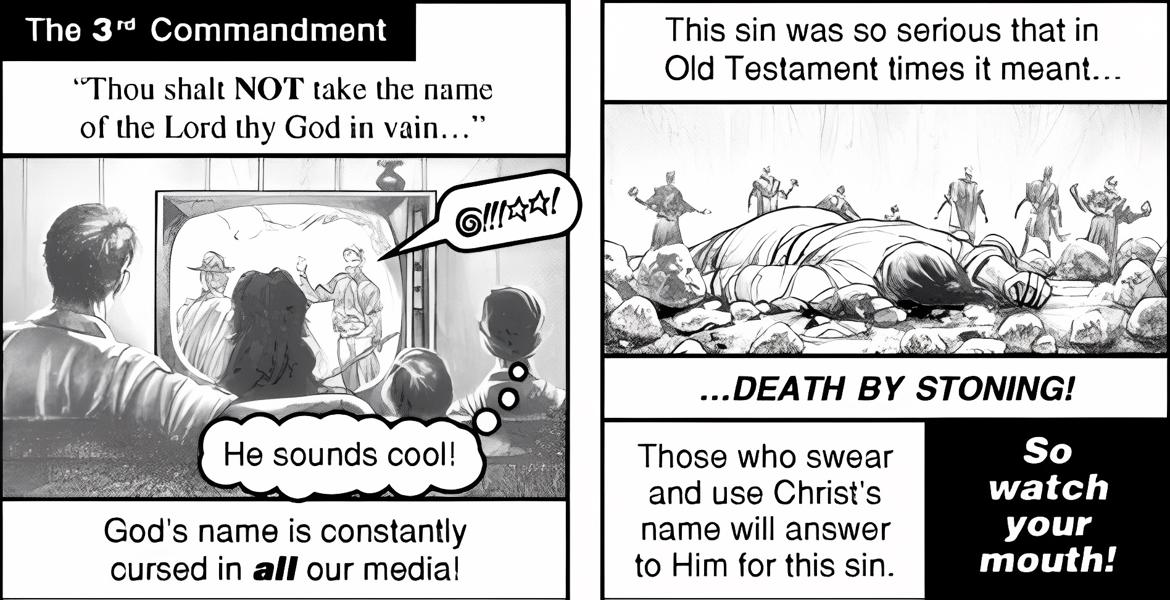 The 3rd Commandment
“Thou shalt NOT take the name
of the Lord thy God in vain...”
@!!!☆☆!
He sounds cool!
God's name is constantly
cursed in all our media!
This sin was so serious that in
Old Testament times it meant...
...DEATH BY STONING!
Those who swear
and use Christ's
name will answer
to Him for this sin.
So
watch
your
mouth!